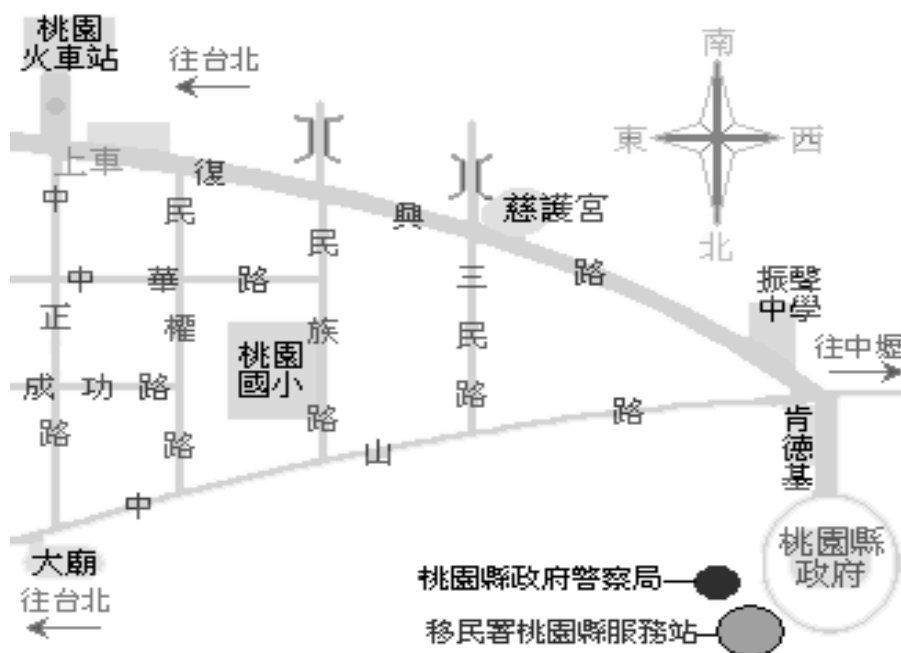 桃園
火車站
往台北
南
東
西
北
上車
復興路
慈護宮
中正路
民權路
民族路
三民路
中華路
成功路
桃園
國小
振聲
中學
往中壢
肯德基
中山路
大廟
往台北
桃園縣
政府
桃園縣政府警察局
移民署桃園縣服務站